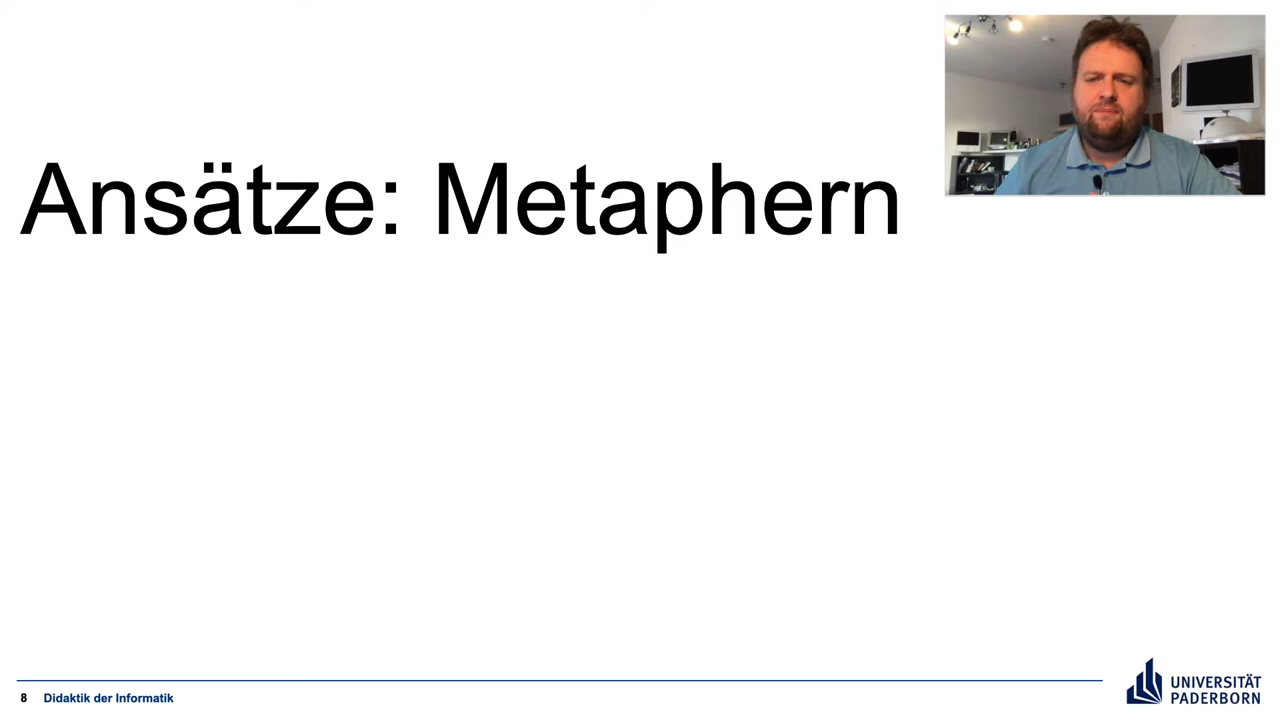 Ansätze: Metaphern
8 Didaktik der Informatik
UNIVERSITÄT
PADERBORN